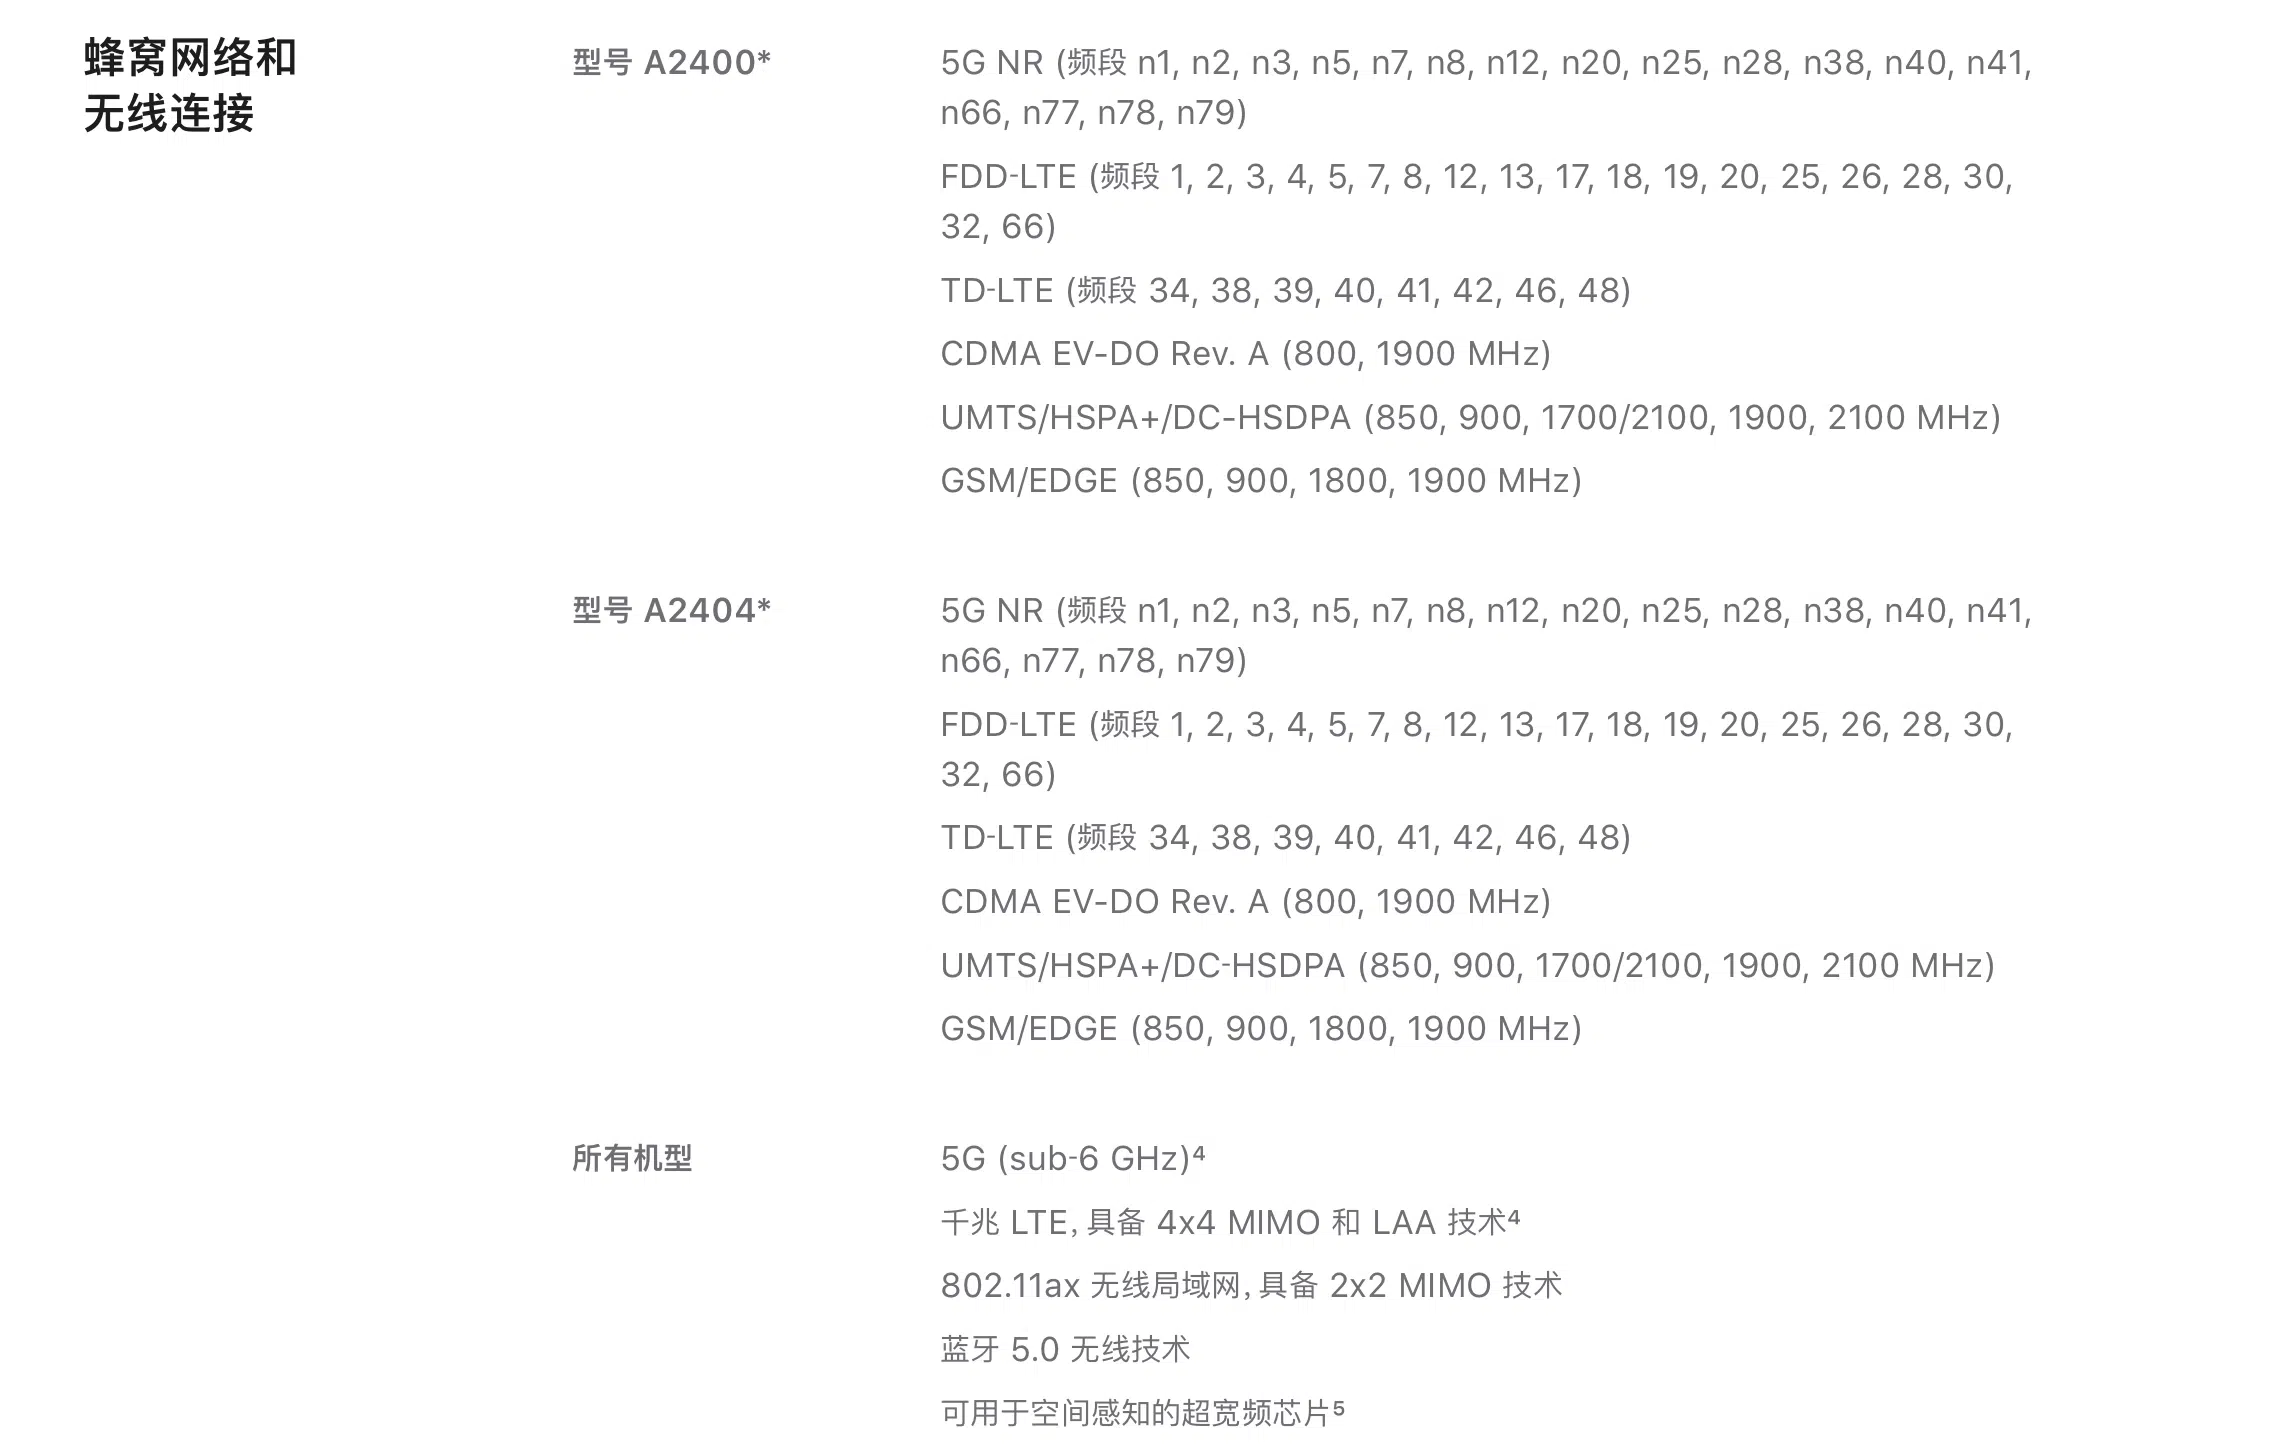 蜂窝网络和
无线连接
型号 A2400*
5G NR (频段 n1, n2, n3, n5, n7, n8, n12, n20, n25, n28, n38, n40, n41,
n66, n77, n78, n79)
FDD-LTE (频段 1, 2, 3, 4, 5, 7, 8, 12, 13, 17, 18, 19, 20, 25, 26, 28, 30,
32, 66)
TD-LTE (频段 34, 38, 39, 40, 41, 42, 46, 48)
CDMA EV-DO Rev. A (800, 1900 MHz)
UMTS/HSPA+/DC-HSDPA (850, 900, 1700/2100, 1900, 2100 MHz)
GSM/EDGE (850, 900, 1800, 1900 MHz)
型号 A2404*
5G NR (频段 n1, n2, n3, n5, n7, n8, n12, n20, n25, n28, n38, n40, n41,
n66, n77, n78, n79)
FDD-LTE (频段 1, 2, 3, 4, 5, 7, 8, 12, 13, 17, 18, 19, 20, 25, 26, 28, 30,
32, 66)
TD-LTE (频段 34, 38, 39, 40, 41, 42, 46, 48)
CDMA EV-DO Rev. A (800, 1900 MHz)
UMTS/HSPA+/DC-HSDPA (850, 900, 1700/2100, 1900, 2100 MHz)
GSM/EDGE (850, 900, 1800, 1900 MHz)
所有机型
5G (sub-6 GHz)⁴
千兆 LTE，具备 4x4 MIMO 和 LAA 技术⁴
802.11ax 无线局域网，具备 2x2 MIMO 技术
蓝牙 5.0 无线技术
可用于空间感知的超宽频芯片⁵